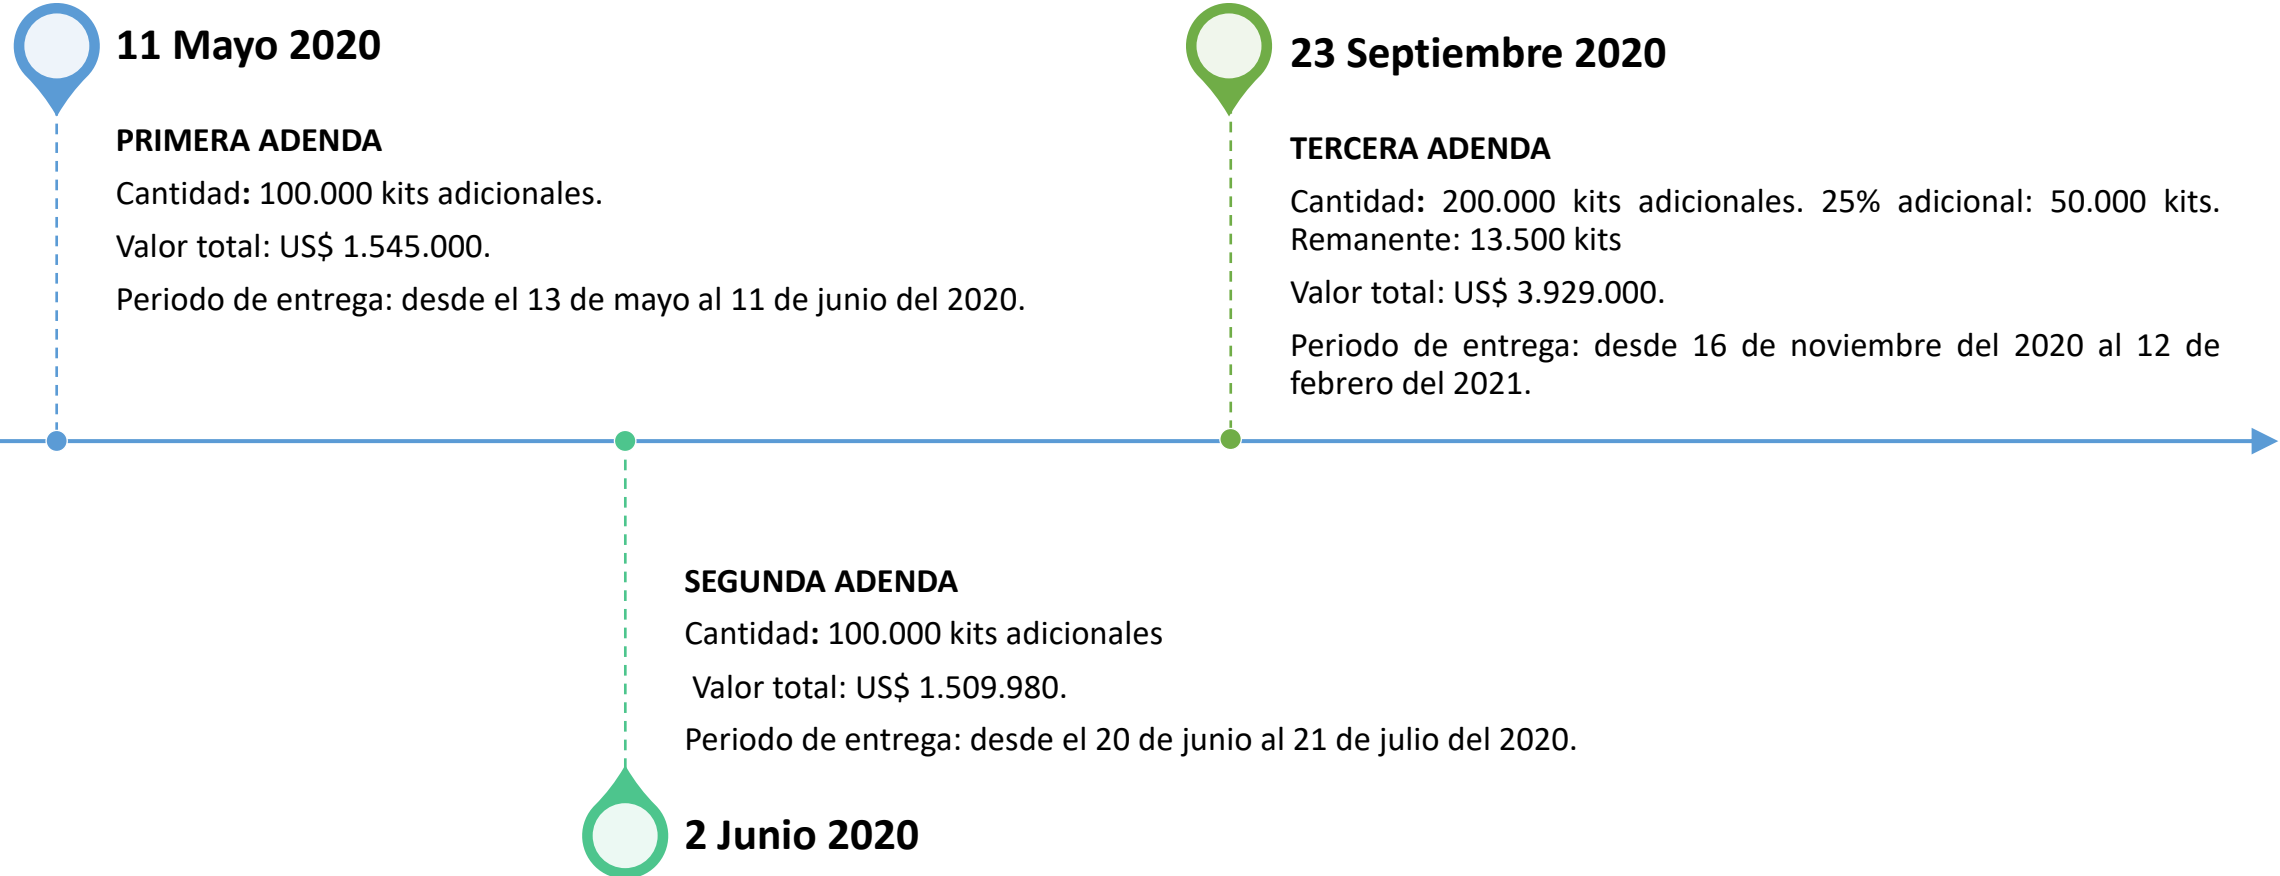 11 Mayo 2020
PRIMERA ADENDA
Cantidad: 100.000 kits adicionales.
Valor total: US$ 1.545.000.
Periodo de entrega: desde el 13 de mayo al 11 de junio del 2020.
23 Septiembre 2020
TERCERA ADENDA
Cantidad: 200.000 kits adicionales. 25% adicional: 50.000 kits.
Remanente: 13.500 kits
Valor total: US$ 3.929.000.
Periodo de entrega: desde 16 de noviembre del 2020 al 12 de
febrero del 2021.
SEGUNDA ADENDA
Cantidad: 100.000 kits adicionales
Valor total: US$ 1.509.980.
Periodo de entrega: desde el 20 de junio al 21 de julio del 2020.
2 Junio 2020